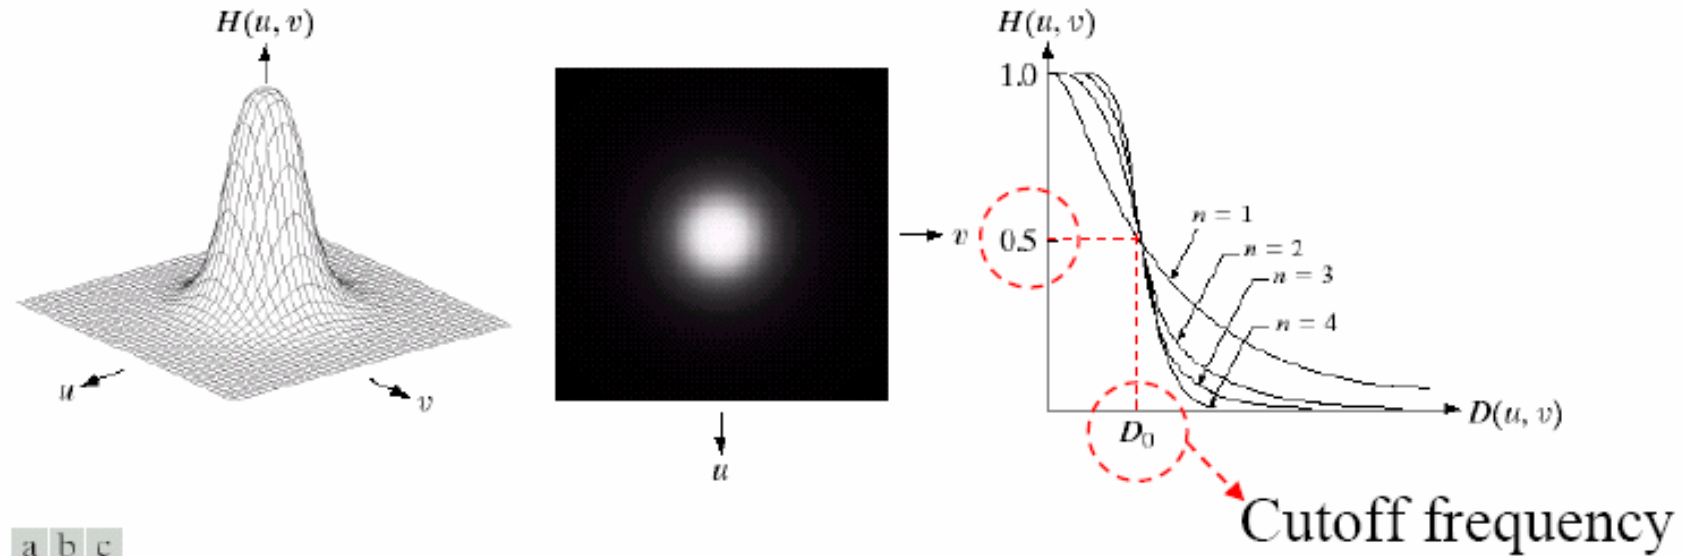 H(u, v)
u
v
v
u
H(u, v)
1.0
0.5
n = 1
n = 2
n = 3
n = 4
D₀
D(u, v)
Cutoff frequency
a b c